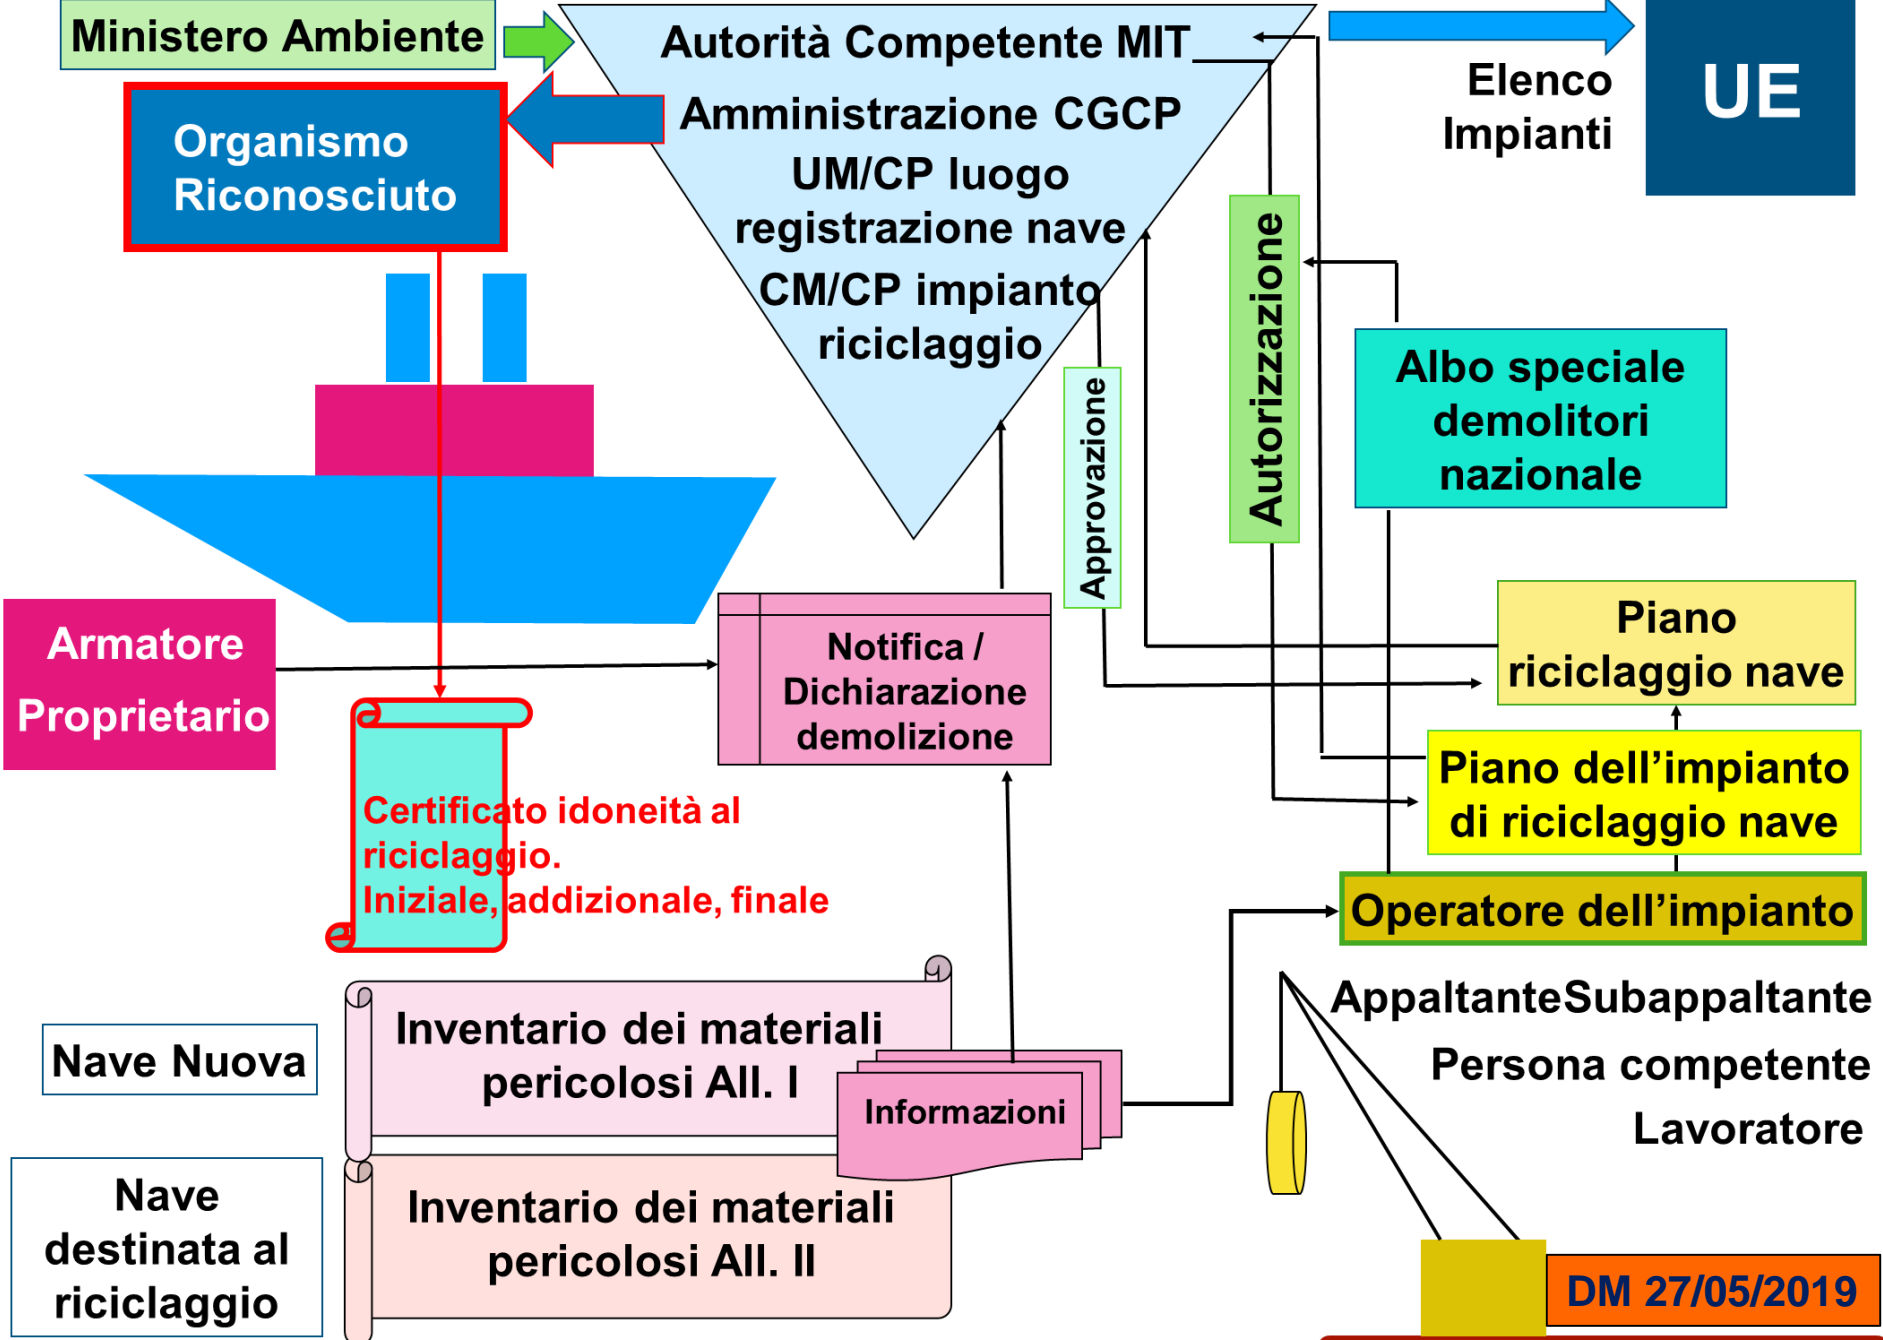 Ministero Ambiente
Autorità Competente MIT
Elenco
Impianti
UE
Organismo
Riconosciuto
Amministrazione CGCP
UM/CP luogo
registrazione nave
CM/CP impianto
riciclaggio
Autorizzazione
Approvazione
Albo speciale
demolitori
nazionale
Armatore
Proprietario
Notifica /
Dichiarazione
demolizione
Piano
riciclaggio nave
Piano dell’impianto
di riciclaggio nave
Certificato idoneità al
riciclaggio.
Iniziale, addizionale, finale
Operatore dell’impianto
AppaltanteSubappaltante
Persona competente
Lavoratore
Nave Nuova
Inventario dei materiali
pericolosi All. I
Informazioni
Nave
destinata al
riciclaggio
Inventario dei materiali
pericolosi All. II
DM 27/05/2019